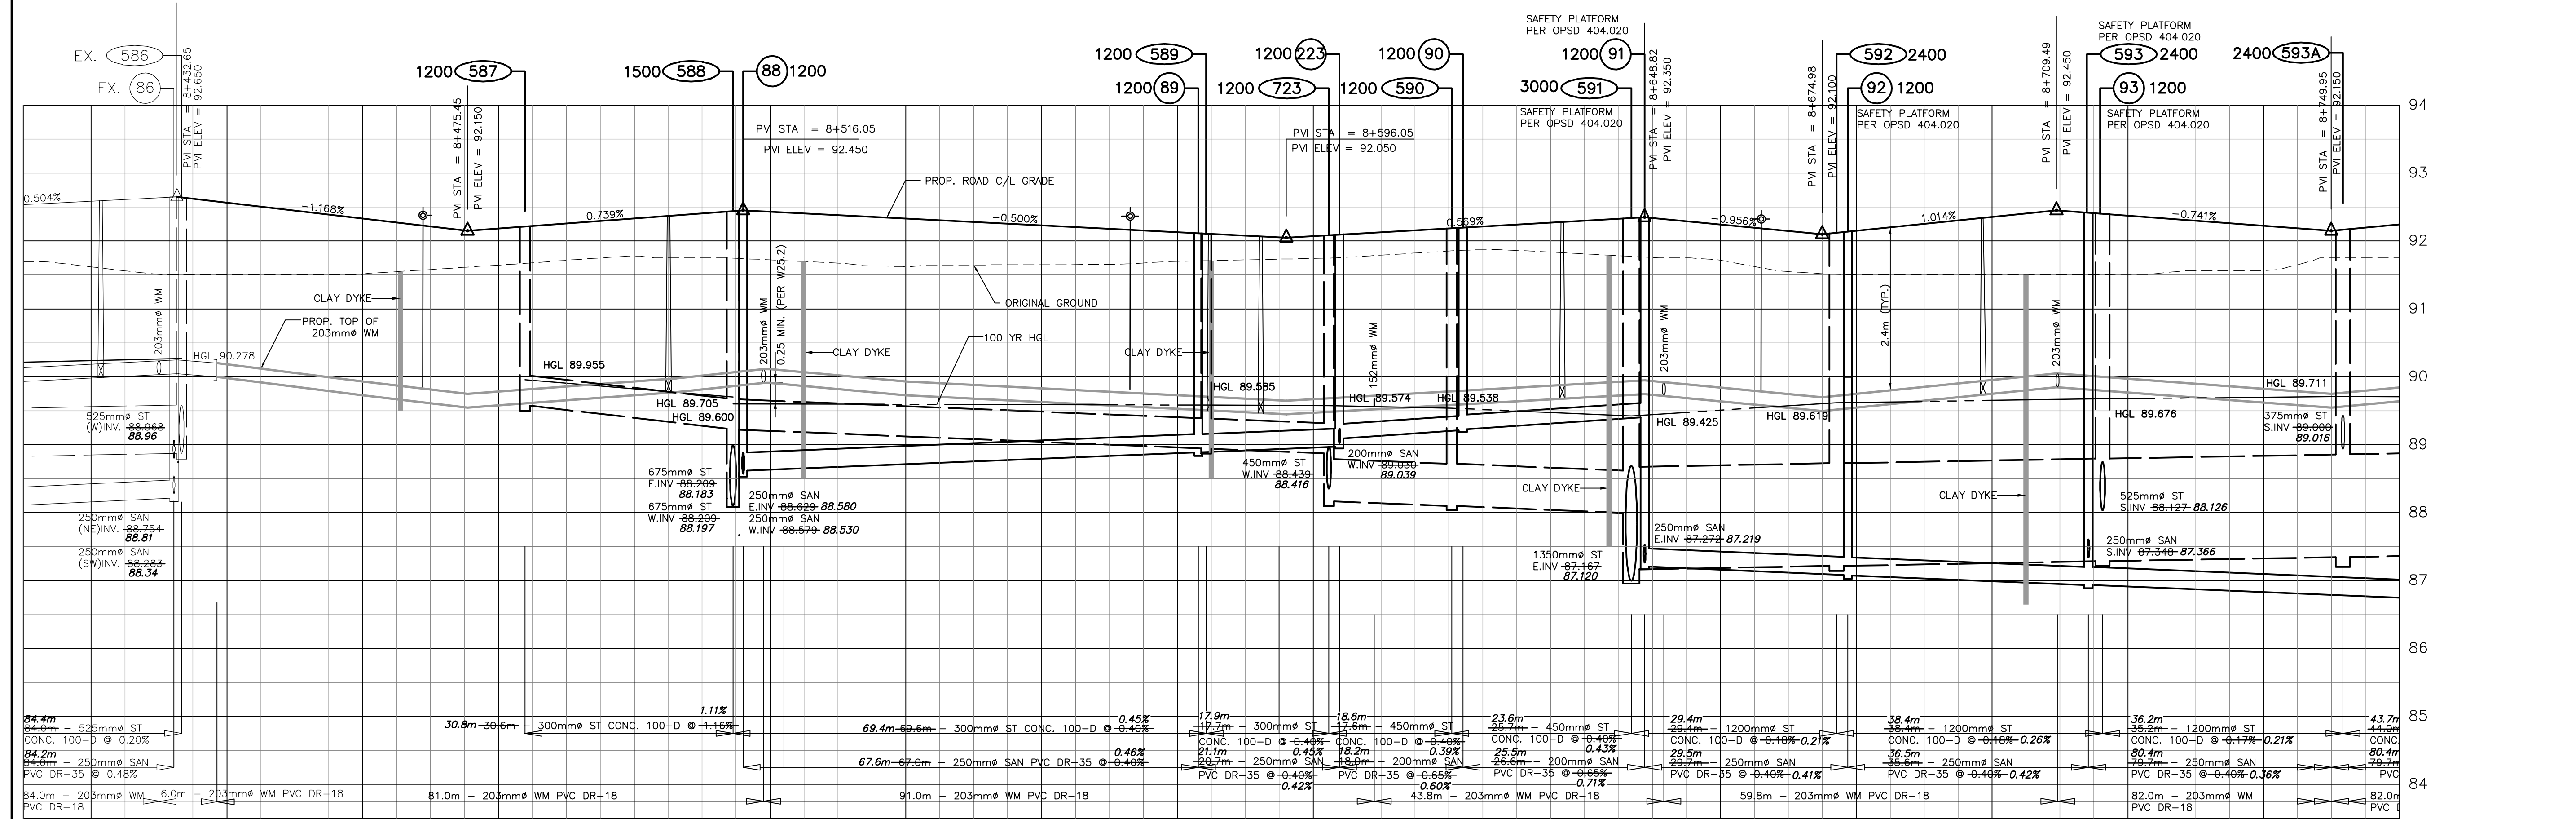 SAFETY PLATFORM
PER OPSD 404.020
SAFETY PLATFORM
PER OPSD 404.020
EX. 586
EX. 86
PVI STA = 8+432.65
PVI ELEV = 92.650
1200 587
PVI STA = 8+475.45
PVI ELEV = 92.150
1500 588
88 1200
PVI STA = 8+516.05
PVI ELEV = 92.450
1200 589
1200 89
1200 223
1200 723
PVI STA = 8+596.05
PVI ELEV = 92.050
1200 90
1200 590
1200 91
3000 591
SAFETY PLATFORM
PER OPSD 404.020
PVI STA = 8+648.82
PVI ELEV = 92.350
PVI STA = 8+674.98
PVI ELEV = 92.100
592 2400
92 1200
SAFETY PLATFORM
PER OPSD 404.020
PVI STA = 8+709.49
PVI ELEV = 92.450
593 2400
93 1200
SAFETY PLATFORM
PER OPSD 404.020
2400 593A
PVI STA = 8+749.95
PVI ELEV = 92.150
94
93
92
91
90
89
88
87
86
85
84
0.504%
-1.168%
0.739%
PROP. ROAD C/L GRADE
-0.500%
0.569%
-0.956%
1.014%
-0.741%
CLAY DYKE
PROP. TOP OF
203mmø WM
203mmø WM
HGL 90.278
HGL 89.955
HGL 89.705
HGL 89.600
203mmø WM
0.25 MIN. (PER W25.2)
CLAY DYKE
ORIGINAL GROUND
100 YR HGL
CLAY DYKE
HGL 89.585
152mmø WM
HGL 89.574
HGL 89.538
203mmø WM
HGL 89.425
HGL 89.619
2.4m (TYP.)
203mmø WM
HGL 89.676
HGL 89.711
525mmø ST
(W)INV. 88.968
88.96
250mmø SAN
(NE)INV. 88.754
88.81
250mmø SAN
(SW)INV. 88.283
88.34
675mmø ST
E.INV 88.209
88.183
675mmø ST
W.INV 88.209
88.197
250mmø SAN
E.INV 88.629 88.580
250mmø SAN
W.INV 88.579 88.530
450mmø ST
W.INV 88.439
88.416
200mmø SAN
W.INV 89.030
89.039
CLAY DYKE
1350mmø ST
E.INV 87.167
87.120
250mmø SAN
E.INV 87.272 87.219
CLAY DYKE
525mmø ST
S.INV 88.127 88.126
250mmø SAN
S.INV 87.348 87.366
375mmø ST
S.INV 89.000
89.016
84.4m
84.0m - 525mmø ST
CONC. 100-D @ 0.20%
84.2m
84.0m - 250mmø SAN
PVC DR-35 @ 0.48%
84.0m - 203mmø WM
PVC DR-18
6.0m - 203mmø WM PVC DR-18
1.11%
30.8m 30.6m - 300mmø ST CONC. 100-D @ 1.16%
81.0m - 203mmø WM PVC DR-18
0.45%
69.4m 69.6m - 300mmø ST CONC. 100-D @ 0.40%
0.46%
67.6m 67.0m - 250mmø SAN PVC DR-35 @ 0.40%
91.0m - 203mmø WM PVC DR-18
17.9m
17.7m - 300mmø ST
CONC. 100-D @ 0.40%
0.45%
21.1m
20.7m - 250mmø SAN
PVC DR-35 @ 0.40%
0.42%
18.6m
17.6m - 450mmø ST
CONC. 100-D @ 0.40%
0.39%
18.2m
18.0m - 200mmø SAN
PVC DR-35 @ 0.65%
0.60%
23.6m
25.7m - 450mmø ST
CONC. 100-D @ 0.40%
0.43%
25.5m
26.6m - 200mmø SAN
PVC DR-35 @ 0.65%
0.71%
43.8m - 203mmø WM PVC DR-18
29.4m
29.4m - 1200mmø ST
CONC. 100-D @ 0.18% 0.21%
29.5m
29.7m - 250mmø SAN
PVC DR-35 @ 0.40% 0.41%
59.8m - 203mmø WM PVC DR-18
38.4m
38.4m - 1200mmø ST
CONC. 100-D @ 0.18% 0.26%
36.5m
35.6m - 250mmø SAN
PVC DR-35 @ 0.40% 0.42%
36.2m
35.2m - 1200mmø ST
CONC. 100-D @ 0.17% 0.21%
80.4m
79.7m - 250mmø SAN
PVC DR-35 @ 0.40% 0.36%
82.0m - 203mmø WM
PVC DR-18
43.7m
44.0m
CONC.
80.4m
79.7m
PVC
82.0m
PVC